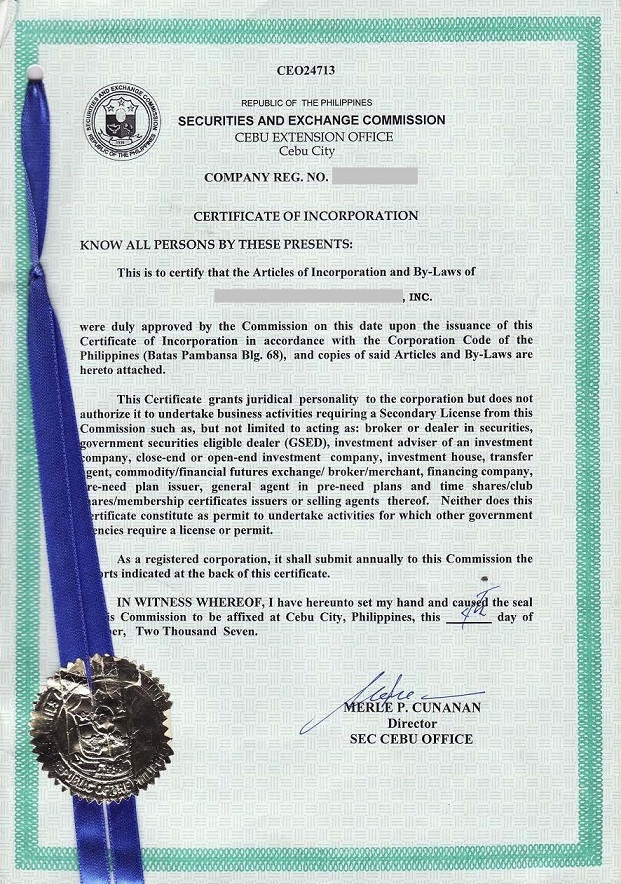 CEO24713
SECURITIES AND EXCHANGE COMMISSION
REPUBLIC OF THE PHILIPPINES
REPUBLIC OF THE PHILIPPINES
SECURITIES AND EXCHANGE COMMISSION
CEBU EXTENSION OFFICE
Cebu City
COMPANY REG. NO.
CERTIFICATE OF INCORPORATION
KNOW ALL PERSONS BY THESE PRESENTS:
This is to certify that the Articles of Incorporation and By-Laws of
, INC.
were duly approved by the Commission on this date upon the issuance of this
Certificate of Incorporation in accordance with the Corporation Code of the
Philippines (Batas Pambansa Blg. 68), and copies of said Articles and By-Laws are
hereto attached.
This Certificate grants juridical personality to the corporation but does not
authorize it to undertake business activities requiring a Secondary License from this
Commission such as, but not limited to acting as: broker or dealer in securities,
government securities eligible dealer (GSED), investment adviser of an investment
company, close-end or open-end investment company, investment house, transfer
gent, commodity/financial futures exchange/ broker/merchant, financing company,
re-need plan issuer, general agent in pre-need plans and time shares/club
ares/membership certificates issuers or selling agents thereof. Neither does this
ertificate constitute as permit to undertake activities for which other government
encies require a license or permit.
As a registered corporation, it shall submit annually to this Commission the
orts indicated at the back of this certificate.
IN WITNESS WHEREOF, I have hereunto set my hand and caused the seal
is Commission to be affixed at Cebu City, Philippines, this day of
er, Two Thousand Seven.
MERLE P. CUNANAN
Director
SEC CEBU OFFICE
REPUBLIC OF THE